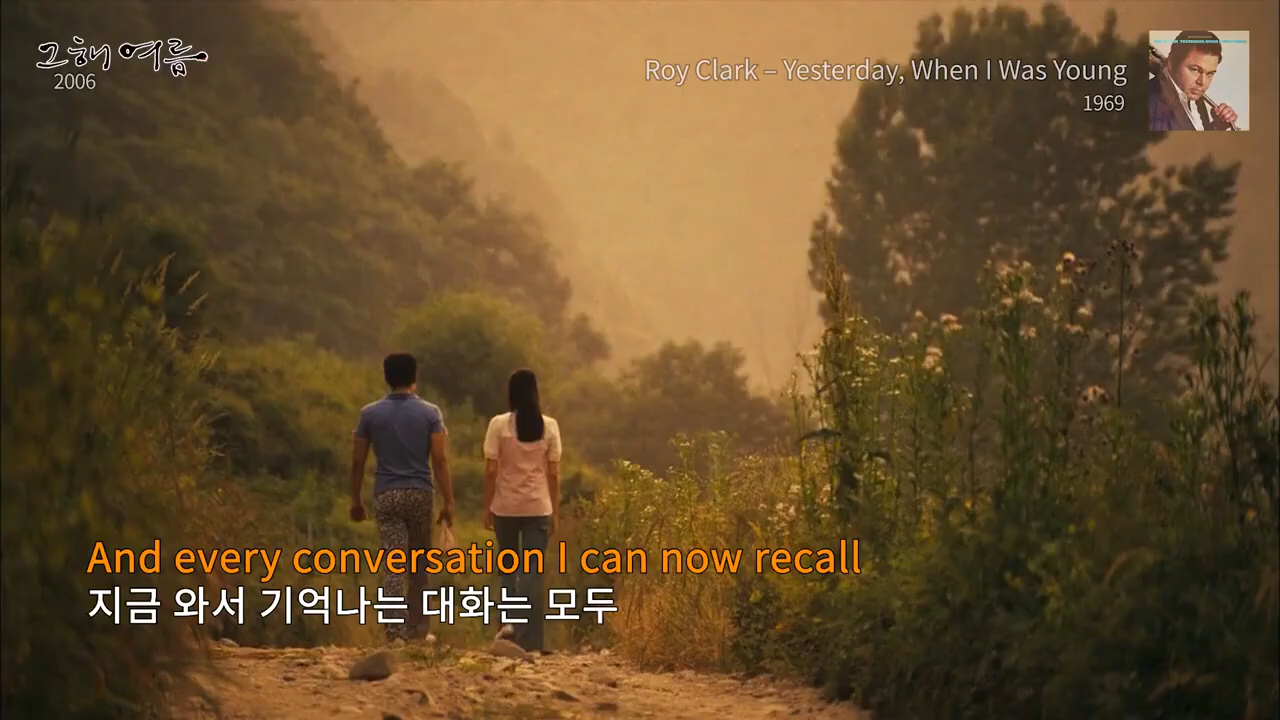 그해 여름
2006
Roy Clark – Yesterday, When I Was Young
1969
And every conversation I can now recall
지금 와서 기억나는 대화는 모두